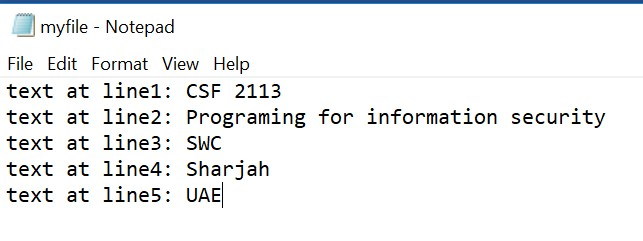 myfile - Notepad
File Edit Format View Help
text at line1: CSF 2113
text at line2: Programing for information security
text at line3: SWC
text at line4: Sharjah
text at line5: UAE